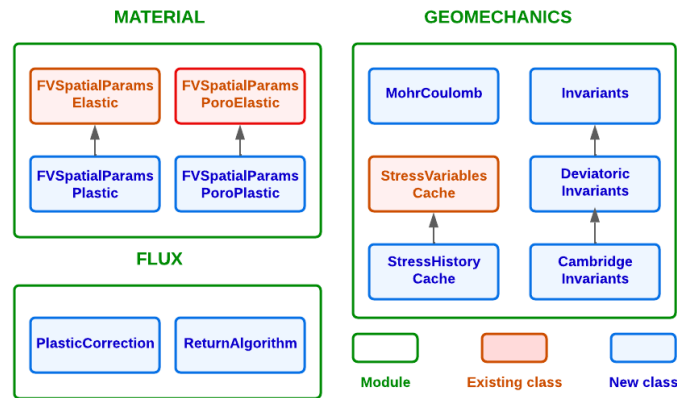 MATERIAL
FVSpatialParams
Elastic
FVSpatialParams
PoroElastic
FVSpatialParams
Plastic
FVSpatialParams
PoroPlastic
FLUX
PlasticCorrection
ReturnAlgorithm
GEOMECHANICS
MohrCoulomb
Invariants
StressVariables
Cache
Deviatoric
Invariants
StressHistory
Cache
Cambridge
Invariants
Module
Existing class
New class